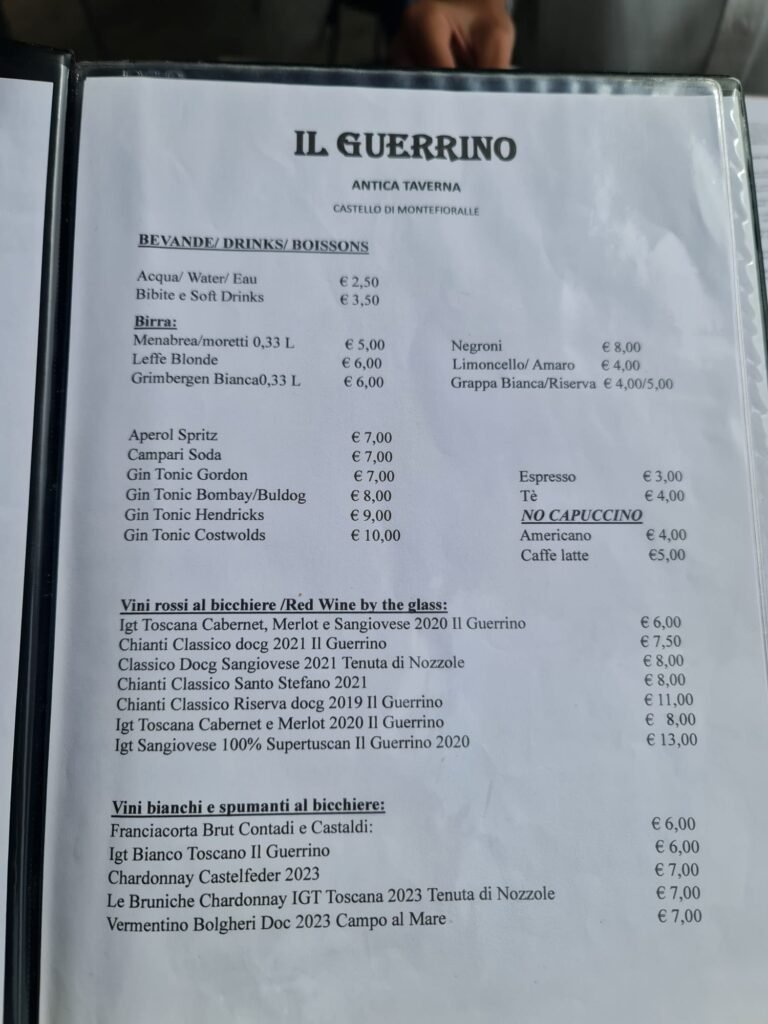 IL GUERRINO
ANTICA TAVERNA
CASTELLO DI MONTEFIORALLE
BEVANDE/ DRINKS/ BOISSONS
Acqua/ Water/ Eau € 2,50
Bibite e Soft Drinks € 3,50
Birra:
Menabrea/moretti 0,33 L € 5,00
Leffe Blonde € 6,00
Grimbergen Bianca0,33 L € 6,00
Negroni € 8,00
Limoncello/ Amaro € 4,00
Grappa Bianca/Riserva € 4,00/5,00
Aperol Spritz € 7,00
Campari Soda € 7,00
Gin Tonic Gordon € 7,00
Gin Tonic Bombay/Buldog € 8,00
Gin Tonic Hendricks € 9,00
Gin Tonic Costwolds € 10,00
Espresso € 3,00
Tè € 4,00
NO CAPUCCINO
Americano € 4,00
Caffe latte €5,00
Vini rossi al bicchiere /Red Wine by the glass:
Igt Toscana Cabernet, Merlot e Sangiovese 2020 Il Guerrino € 6,00
Chianti Classico docg 2021 Il Guerrino € 7,50
Classico Docg Sangiovese 2021 Tenuta di Nozzole € 8,00
Chianti Classico Santo Stefano 2021 € 8,00
Chianti Classico Riserva docg 2019 Il Guerrino € 11,00
Igt Toscana Cabernet e Merlot 2020 Il Guerrino € 8,00
Igt Sangiovese 100% Supertuscan Il Guerrino 2020 € 13,00
Vini bianchi e spumanti al bicchiere:
Franciacorta Brut Contadi e Castaldi: € 6,00
Igt Bianco Toscano Il Guerrino € 6,00
Chardonnay Castelfeder 2023 € 7,00
Le Bruniche Chardonnay IGT Toscana 2023 Tenuta di Nozzole € 7,00
Vermentino Bolgheri Doc 2023 Campo al Mare € 7,00